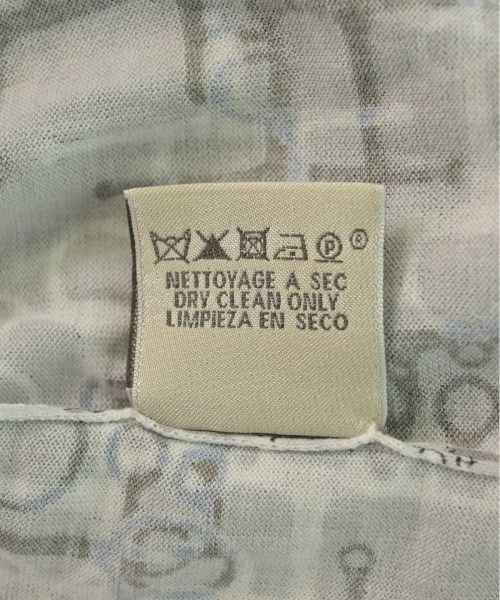 P ®
NETTOYAGE A SEC
DRY CLEAN ONLY
LIMPIEZA EN SECO